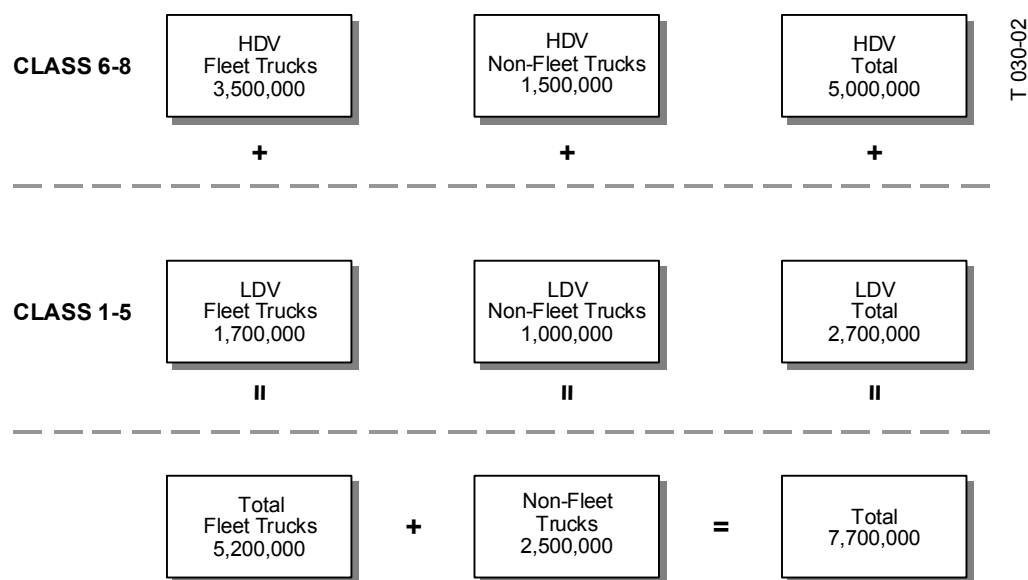 CLASS 6-8
HDV
Fleet Trucks
3,500,000
HDV
Non-Fleet Trucks
1,500,000
HDV
Total
5,000,000
T 030-02
+
+
+
CLASS 1-5
LDV
Fleet Trucks
1,700,000
LDV
Non-Fleet Trucks
1,000,000
LDV
Total
2,700,000
=
=
=
Total
Fleet Trucks
5,200,000
+
Non-Fleet
Trucks
2,500,000
=
Total
7,700,000